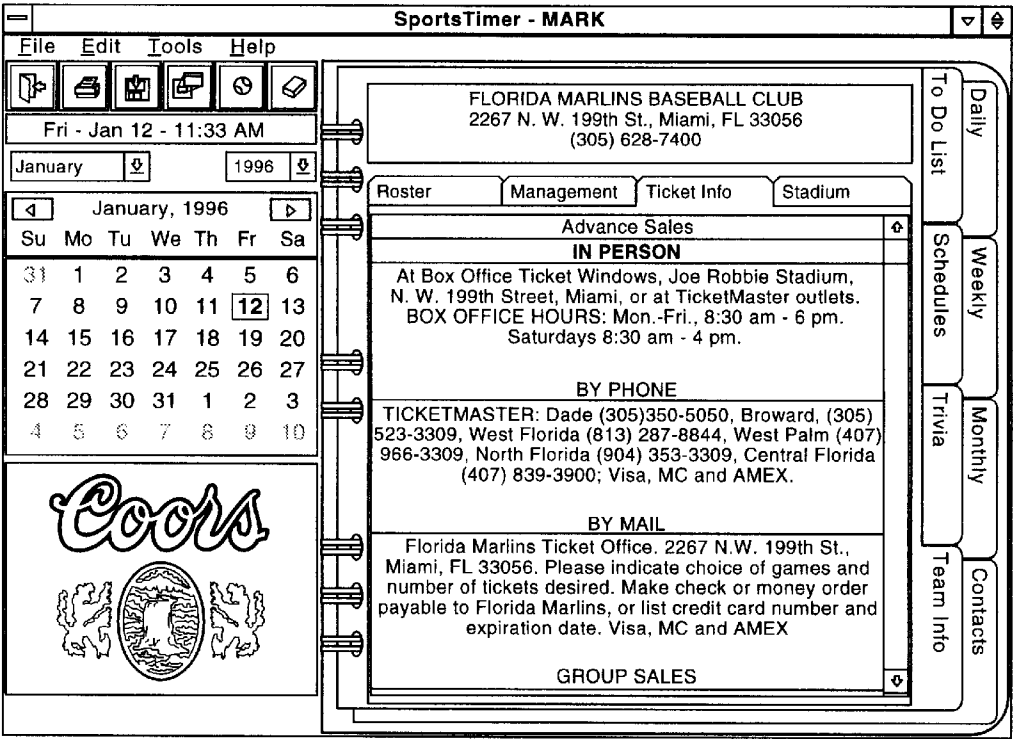 SportsTimer - MARK
File Edit Tools Help
Fri - Jan 12 - 11:33 AM
January 1996
January, 1996
Su Mo Tu We Th Fr Sa
31 1 2 3 4 5 6
7 8 9 10 11 12 13
14 15 16 17 18 19 20
21 22 23 24 25 26 27
28 29 30 31 1 2 3
4 5 6 7 8 9 10
Coors
FLORIDA MARLINS BASEBALL CLUB
2267 N. W. 199th St., Miami, FL 33056
(305) 628-7400
Roster Management Ticket Info Stadium
Advance Sales
IN PERSON
At Box Office Ticket Windows, Joe Robbie Stadium,
N. W. 199th Street, Miami, or at TicketMaster outlets.
BOX OFFICE HOURS: Mon.-Fri., 8:30 am - 6 pm.
Saturdays 8:30 am - 4 pm.
BY PHONE
TICKETMASTER: Dade (305)350-5050, Broward, (305)
523-3309, West Florida (813) 287-8844, West Palm (407)
966-3309, North Florida (904) 353-3309, Central Florida
(407) 839-3900; Visa, MC and AMEX.
BY MAIL
Florida Marlins Ticket Office. 2267 N.W. 199th St.,
Miami, FL 33056. Please indicate choice of games and
number of tickets desired. Make check or money order
payable to Florida Marlins, or list credit card number and
expiration date. Visa, MC and AMEX
GROUP SALES
To Do List
Schedules
Trivia
Team Info
Daily
Weekly
Monthly
Contacts